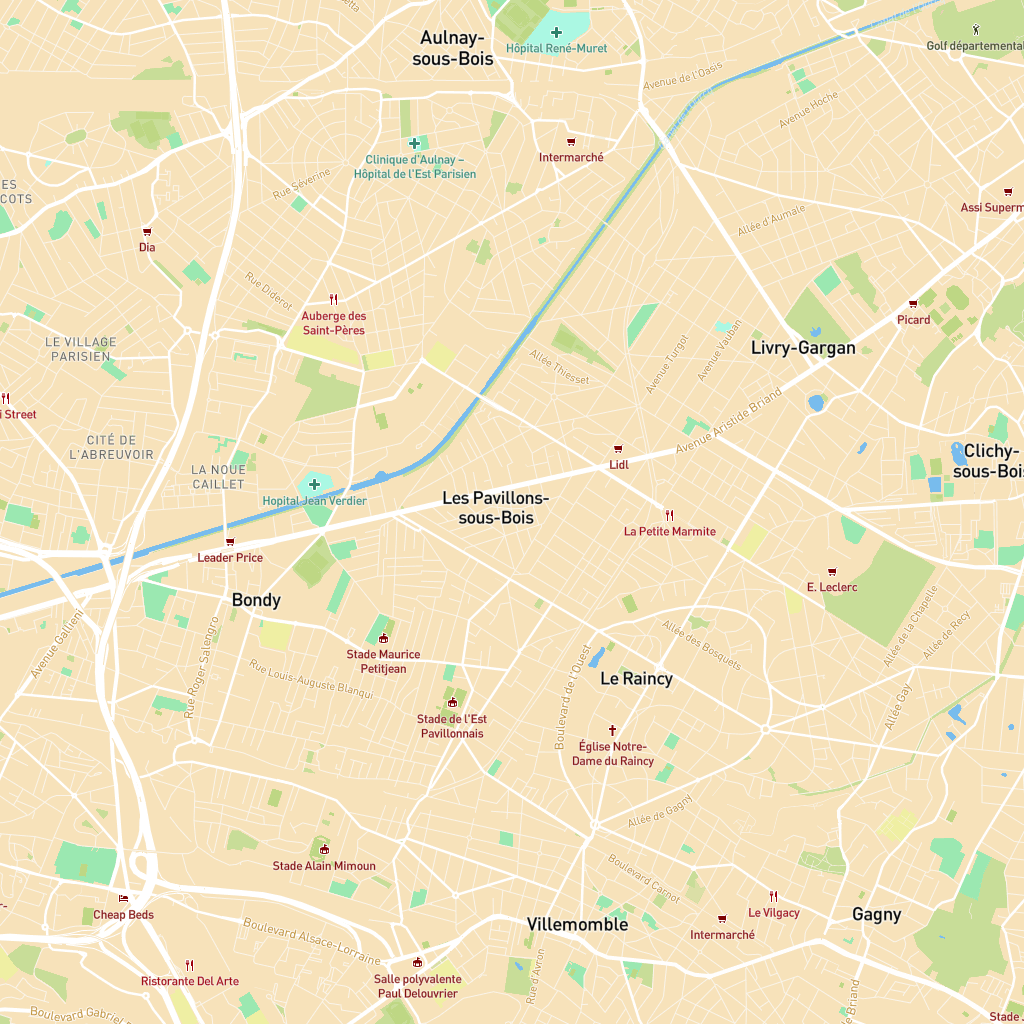 Aulnay-
sous-Bois
Hôpital René-Muret
Golf départemental
Avenue de l'Oasis
Avenue Hoche
Intermarché
Clinique d'Aulnay –
Hôpital de l'Est Parisien
Rue Séverine
COTS
Assi Superm
Allée d'Aumale
Dia
Rue Diderot
Auberge des
Saint-Pères
Picard
LE VILLAGE
PARISIEN
Livry-Gargan
Allée Thiesset
Avenue Turgot
Avenue Vauban
i Street
Avenue Aristide Briand
CITÉ DE
L'ABREUVOIR
LA NOUE
CAILLET
Lidl
Clichy-
sous-Bois
Hopital Jean Verdier
Les Pavillons-
sous-Bois
La Petite Marmite
Leader Price
E. Leclerc
Bondy
Avenue Gallieni
Rue Roger Salengro
Stade Maurice
Petitjean
Allée des Bosquets
Allée de la Chapelle
Allée de Recy
Rue Louis-Auguste Blanqui
Le Raincy
Boulevard de l'Ouest
Allée Gay
Stade de l'Est
Pavillonnais
Église Notre-
Dame du Raincy
Allée de Gagny
Stade Alain Mimoun
Boulevard Carnot
Cheap Beds
Le Vilgacy
Gagny
Villemomble
Intermarché
Boulevard Alsace-Lorraine
Ristorante Del Arte
Salle polyvalente
Paul Delouvrier
Rue d'Avron
Boulevard Gabriel
Briand
Stade